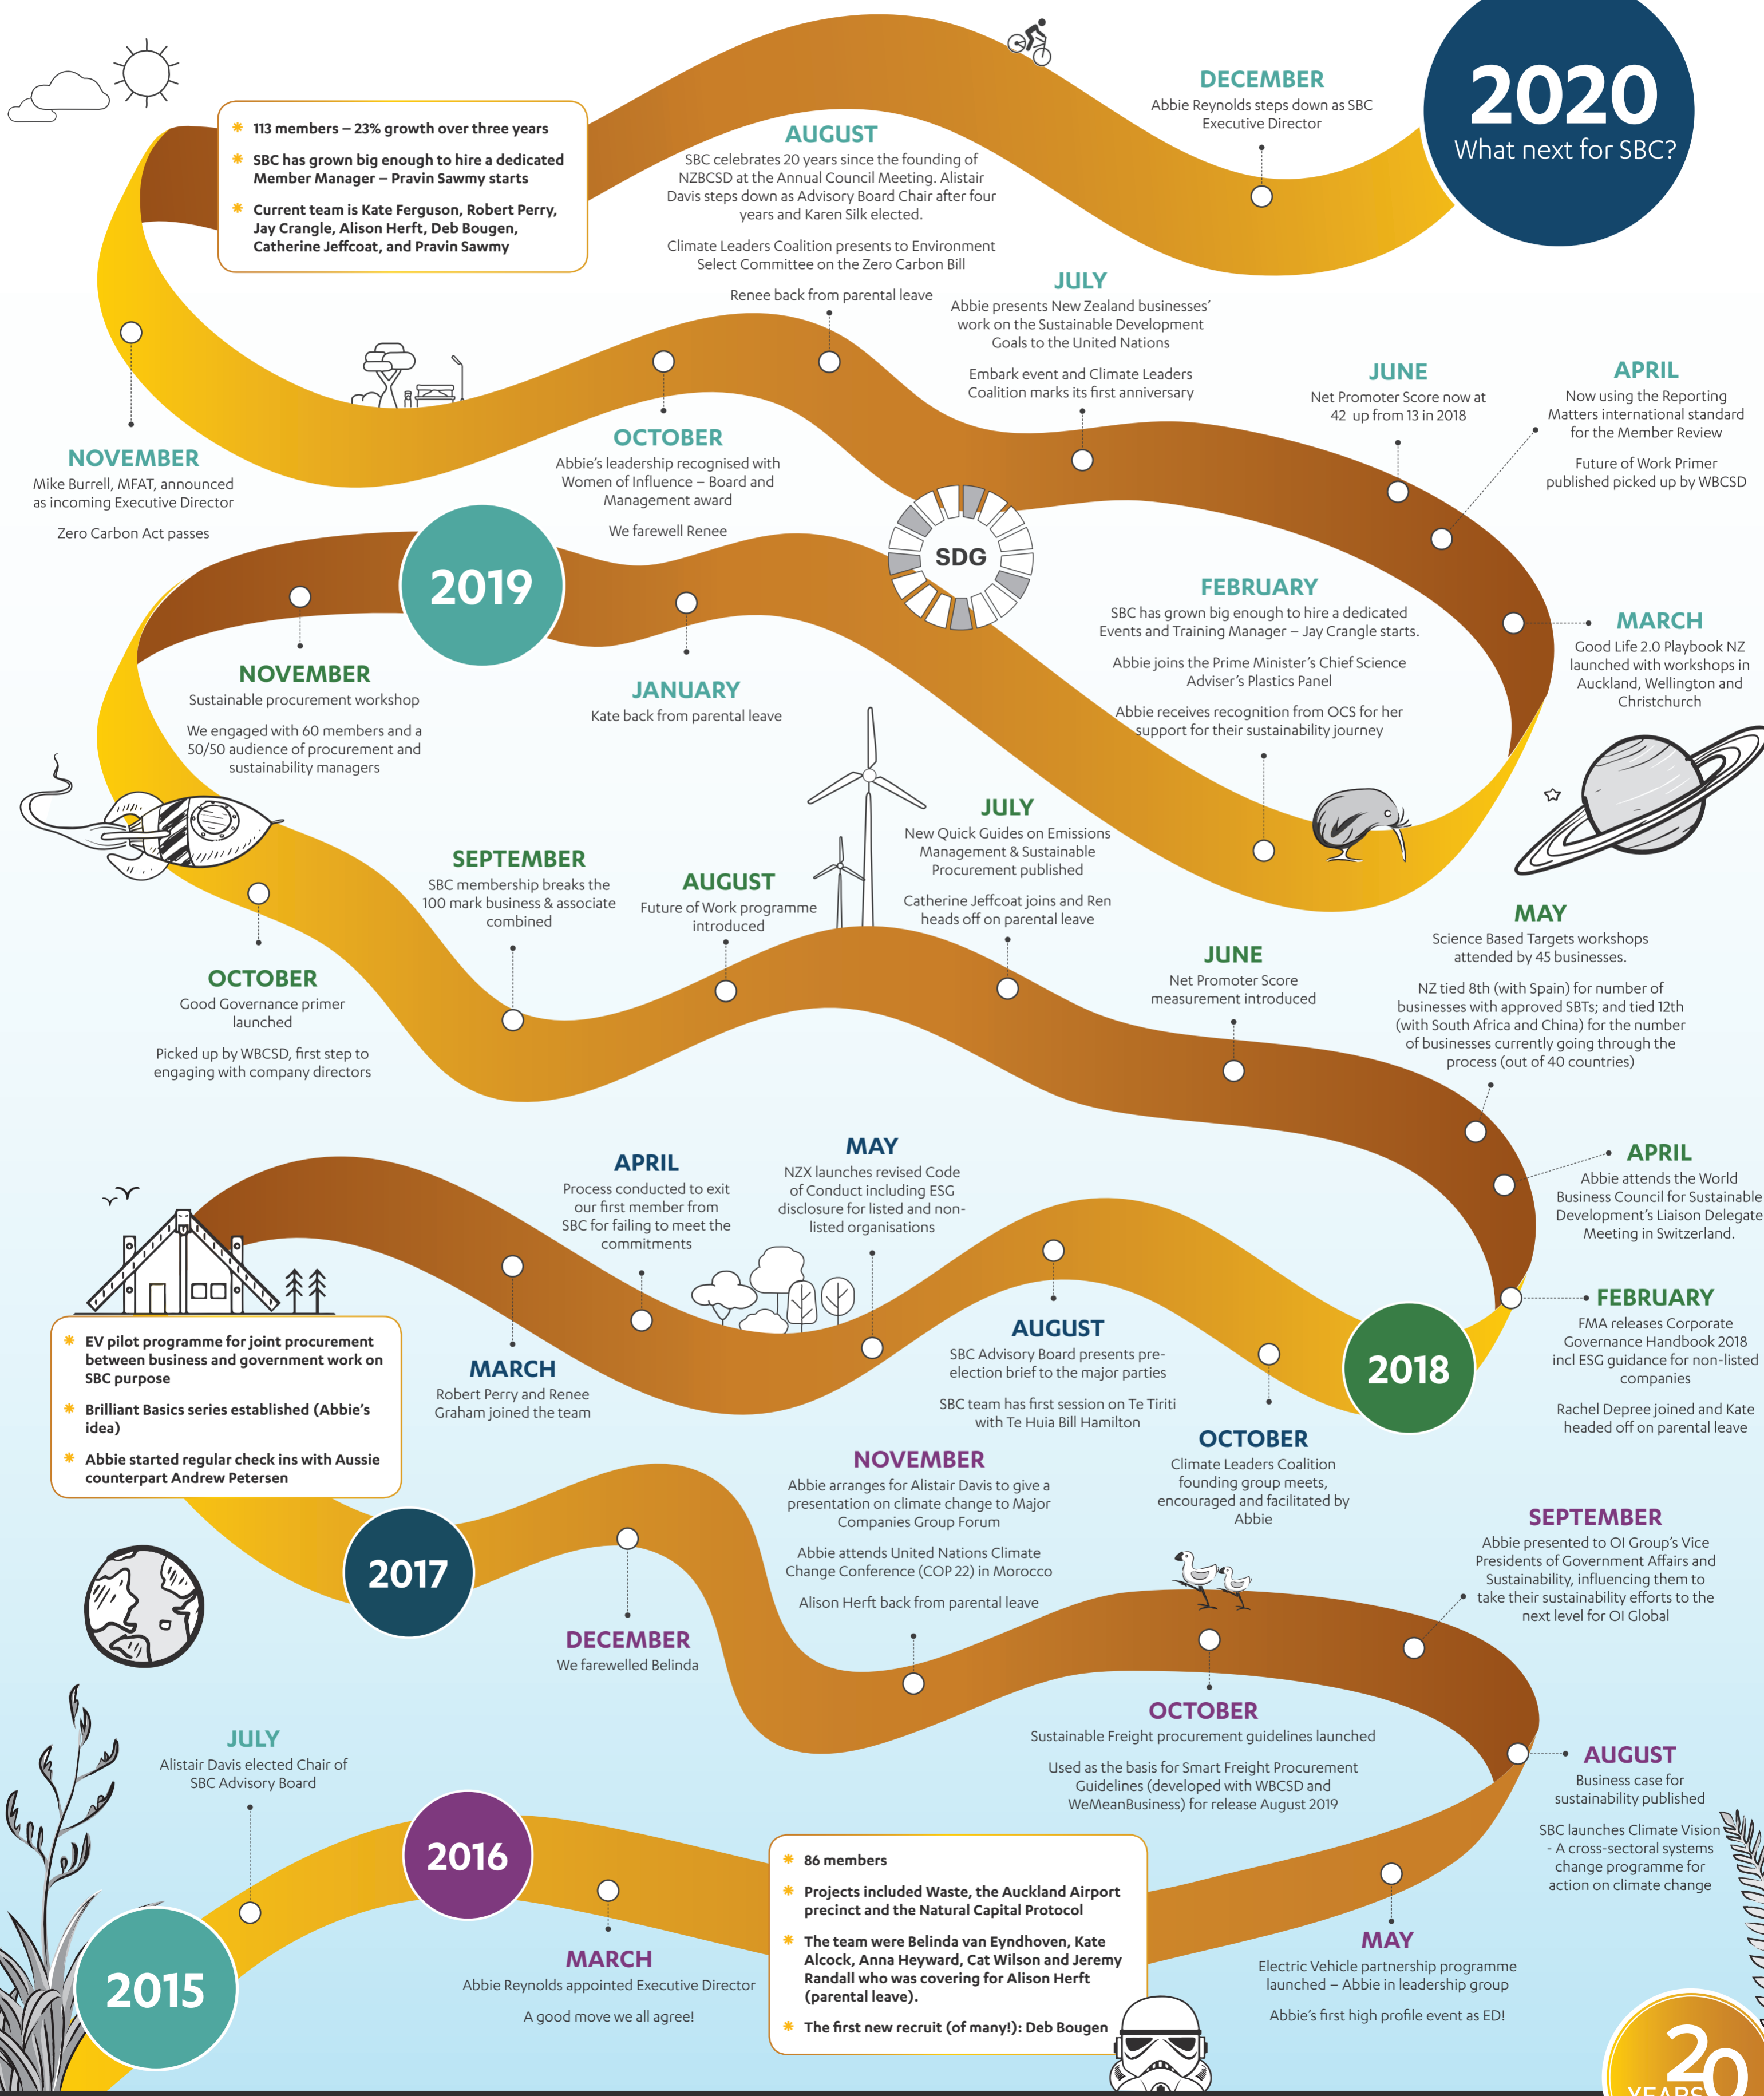 2020
What next for SBC?
DECEMBER
Abbie Reynolds steps down as SBC
Executive Director
113 members – 23% growth over three years
SBC has grown big enough to hire a dedicated
Member Manager – Pravin Sawmy starts
Current team is Kate Ferguson, Robert Perry,
Jay Crangle, Alison Herft, Deb Bougen,
Catherine Jeffcoat, and Pravin Sawmy
AUGUST
SBC celebrates 20 years since the founding of
NZBCSD at the Annual Council Meeting. Alistair
Davis steps down as Advisory Board Chair after four
years and Karen Silk elected.
Climate Leaders Coalition presents to Environment
Select Committee on the Zero Carbon Bill
Renee back from parental leave
JULY
Abbie presents New Zealand businesses’
work on the Sustainable Development
Goals to the United Nations
Embark event and Climate Leaders
Coalition marks its first anniversary
JUNE
Net Promoter Score now at
42 up from 13 in 2018
APRIL
Now using the Reporting
Matters international standard
for the Member Review
Future of Work Primer
published picked up by WBCSD
NOVEMBER
Mike Burrell, MFAT, announced
as incoming Executive Director
Zero Carbon Act passes
OCTOBER
Abbie’s leadership recognised with
Women of Influence – Board and
Management award
We farewell Renee
SDG
2019
FEBRUARY
SBC has grown big enough to hire a dedicated
Events and Training Manager – Jay Crangle starts.
Abbie joins the Prime Minister’s Chief Science
Adviser’s Plastics Panel
Abbie receives recognition from OCS for her
support for their sustainability journey
MARCH
Good Life 2.0 Playbook NZ
launched with workshops in
Auckland, Wellington and
Christchurch
NOVEMBER
Sustainable procurement workshop
We engaged with 60 members and a
50/50 audience of procurement and
sustainability managers
JANUARY
Kate back from parental leave
JULY
New Quick Guides on Emissions
Management & Sustainable
Procurement published
Catherine Jeffcoat joins and Ren
heads off on parental leave
SEPTEMBER
SBC membership breaks the
100 mark business & associate
combined
AUGUST
Future of Work programme
introduced
MAY
Science Based Targets workshops
attended by 45 businesses.
NZ tied 8th (with Spain) for number of
businesses with approved SBTs; and tied 12th
(with South Africa and China) for the number
of businesses currently going through the
process (out of 40 countries)
JUNE
Net Promoter Score
measurement introduced
OCTOBER
Good Governance primer
launched
Picked up by WBCSD, first step to
engaging with company directors
APRIL
Abbie attends the World
Business Council for Sustainable
Development’s Liaison Delegate
Meeting in Switzerland.
APRIL
Process conducted to exit
our first member from
SBC for failing to meet the
commitments
MAY
NZX launches revised Code
of Conduct including ESG
disclosure for listed and non-
listed organisations
FEBRUARY
FMA releases Corporate
Governance Handbook 2018
incl ESG guidance for non-listed
companies
Rachel Depree joined and Kate
headed off on parental leave
2018
EV pilot programme for joint procurement
between business and government work on
SBC purpose
Brilliant Basics series established (Abbie’s
idea)
Abbie started regular check ins with Aussie
counterpart Andrew Petersen
MARCH
Robert Perry and Renee
Graham joined the team
AUGUST
SBC Advisory Board presents pre-
election brief to the major parties
SBC team has first session on Te Tiriti
with Te Huia Bill Hamilton
OCTOBER
Climate Leaders Coalition
founding group meets,
encouraged and facilitated by
Abbie
NOVEMBER
Abbie arranges for Alistair Davis to give a
presentation on climate change to Major
Companies Group Forum
Abbie attends United Nations Climate
Change Conference (COP 22) in Morocco
Alison Herft back from parental leave
SEPTEMBER
Abbie presented to OI Group’s Vice
Presidents of Government Affairs and
Sustainability, influencing them to
take their sustainability efforts to the
next level for OI Global
2017
DECEMBER
We farewelled Belinda
OCTOBER
Sustainable Freight procurement guidelines launched
Used as the basis for Smart Freight Procurement
Guidelines (developed with WBCSD and
WeMeanBusiness) for release August 2019
AUGUST
Business case for
sustainability published
SBC launches Climate Vision
- A cross-sectoral systems
change programme for
action on climate change
JULY
Alistair Davis elected Chair of
SBC Advisory Board
2016
86 members
Projects included Waste, the Auckland Airport
precinct and the Natural Capital Protocol
The team were Belinda van Eyndhoven, Kate
Alcock, Anna Heyward, Cat Wilson and Jeremy
Randall who was covering for Alison Herft
(parental leave).
The first new recruit (of many!): Deb Bougen
MARCH
Abbie Reynolds appointed Executive Director
A good move we all agree!
MAY
Electric Vehicle partnership programme
launched – Abbie in leadership group
Abbie’s first high profile event as ED!
2015
20
YEARS